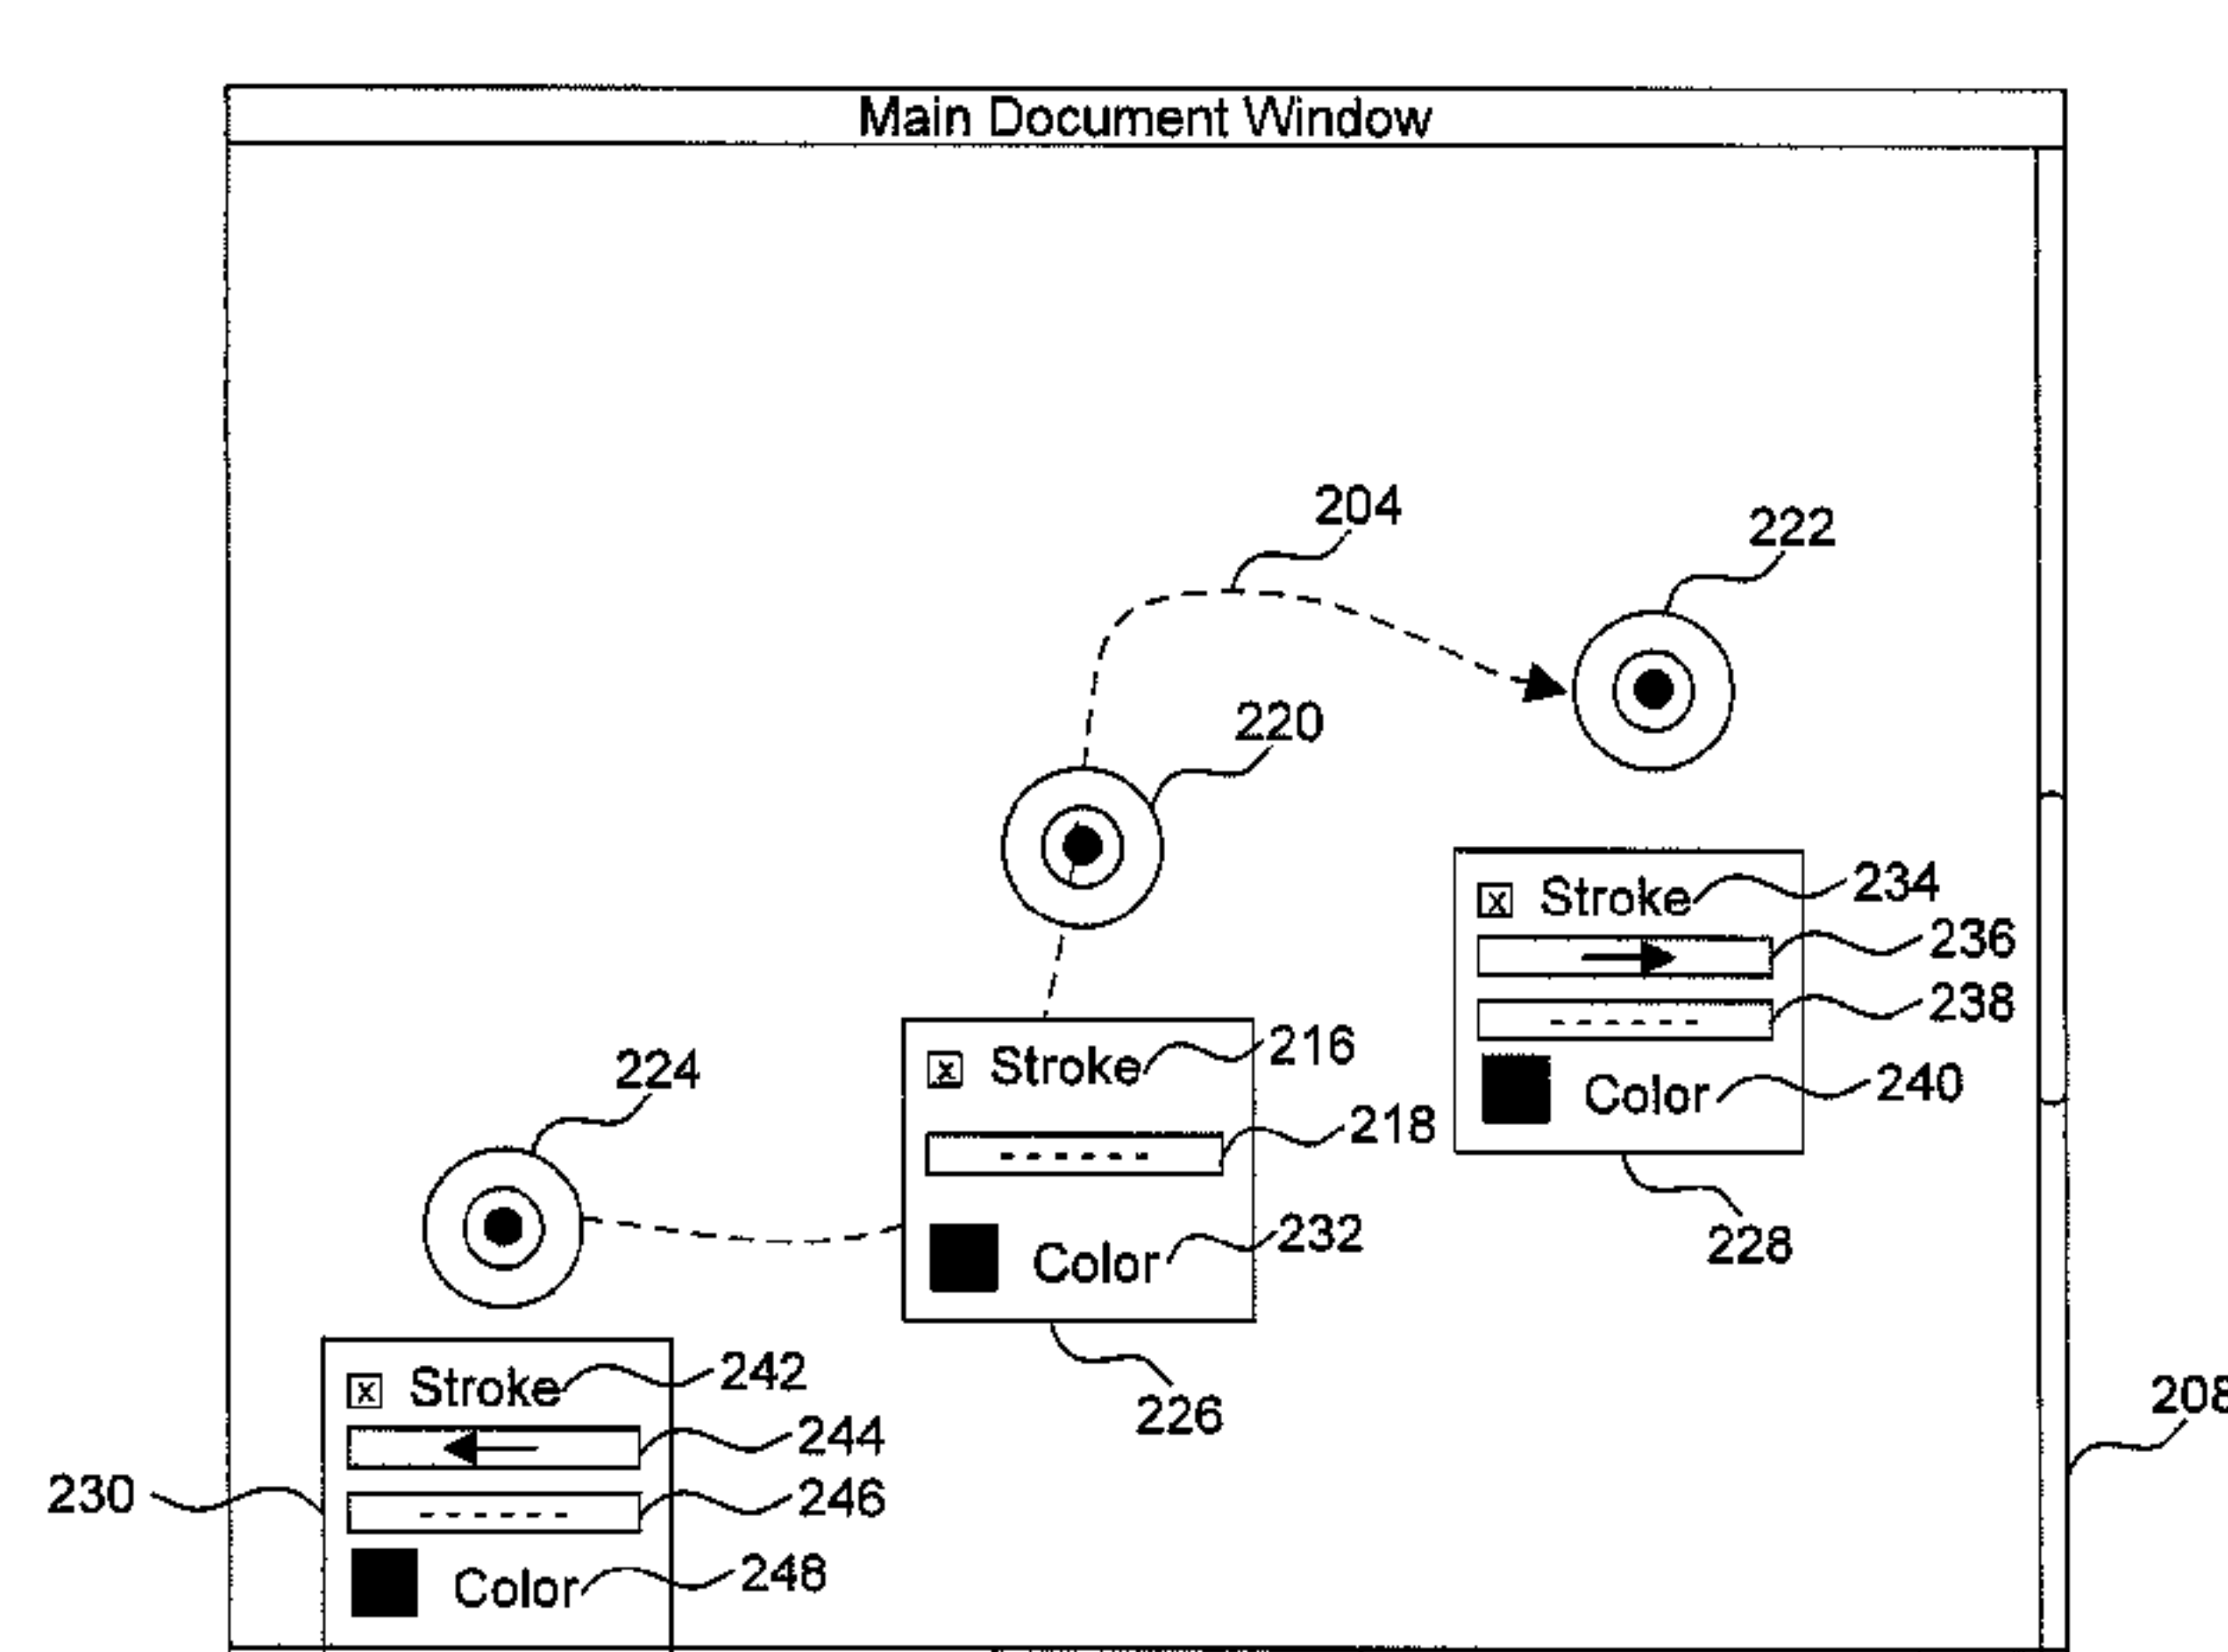 Main Document Window
204
222
220
Stroke 234
236
238
Color 240
228
224
Stroke 216
218
Color 232
226
Stroke 242
244
246
Color 248
230
208